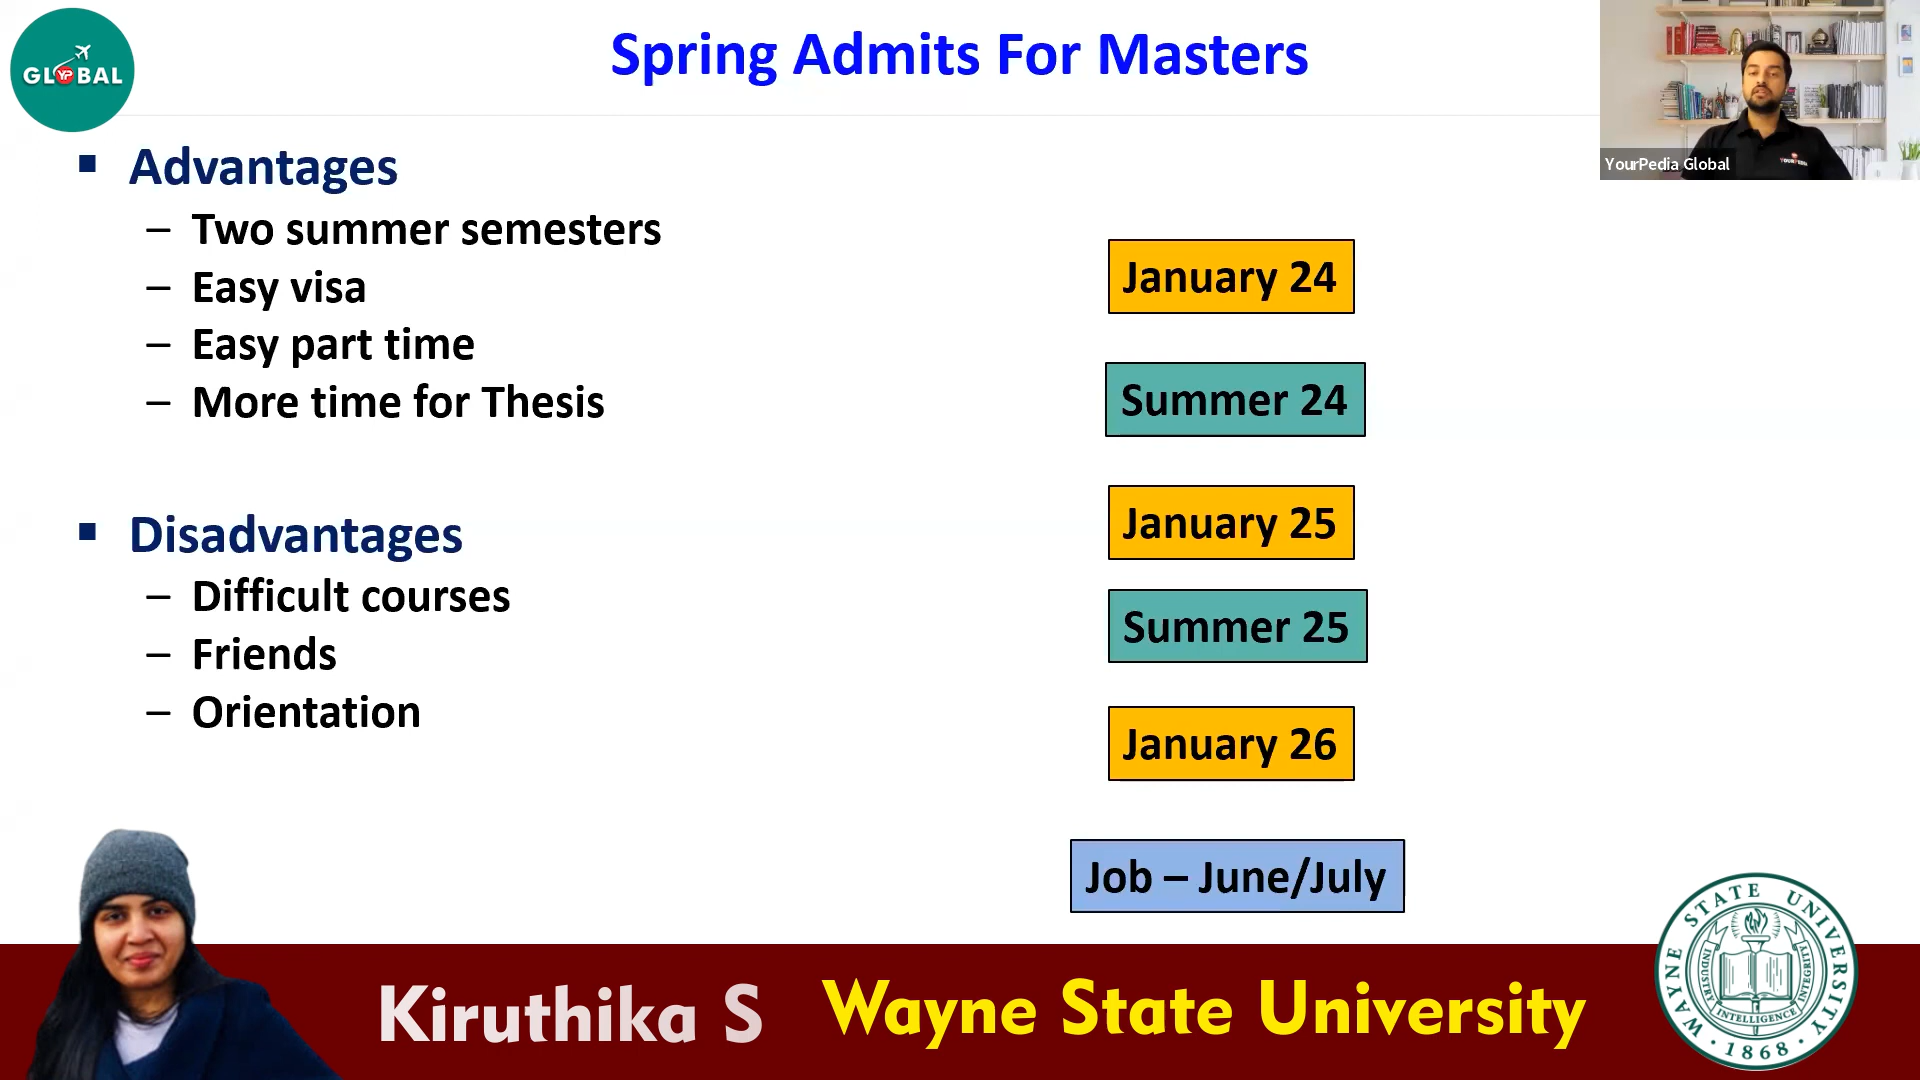 GLOBAL
YP
Spring Admits For Masters
YourPedia Global
Advantages
– Two summer semesters
– Easy visa
– Easy part time
– More time for Thesis
Disadvantages
– Difficult courses
– Friends
– Orientation
January 24
Summer 24
January 25
Summer 25
January 26
Job – June/July
Kiruthika S
Wayne State University
WAYNE STATE UNIVERSITY
INDUSTRY
INTELLIGENCE
INTEGRITY
1868